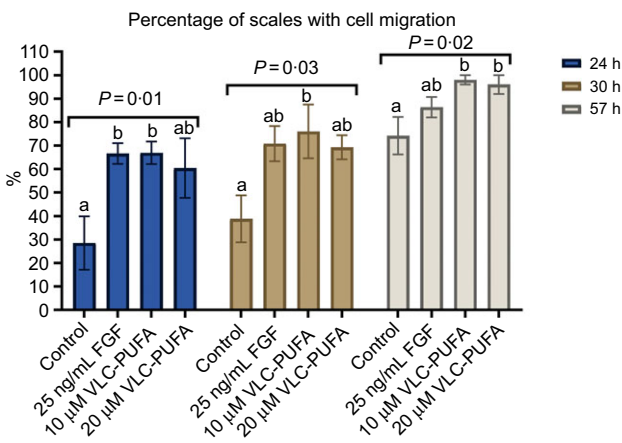 Percentage of scales with cell migration
%
110
100
90
80
70
60
50
40
30
20
10
0
P=0·01
P=0·03
P=0·02
a
b
b
ab
a
ab
b
ab
a
ab
b
b
Control
25 ng/mL FGF
10 μM VLC-PUFA
20 μM VLC-PUFA
Control
25 ng/mL FGF
10 μM VLC-PUFA
20 μM VLC-PUFA
Control
25 ng/mL FGF
10 μM VLC-PUFA
20 μM VLC-PUFA
24 h
30 h
57 h